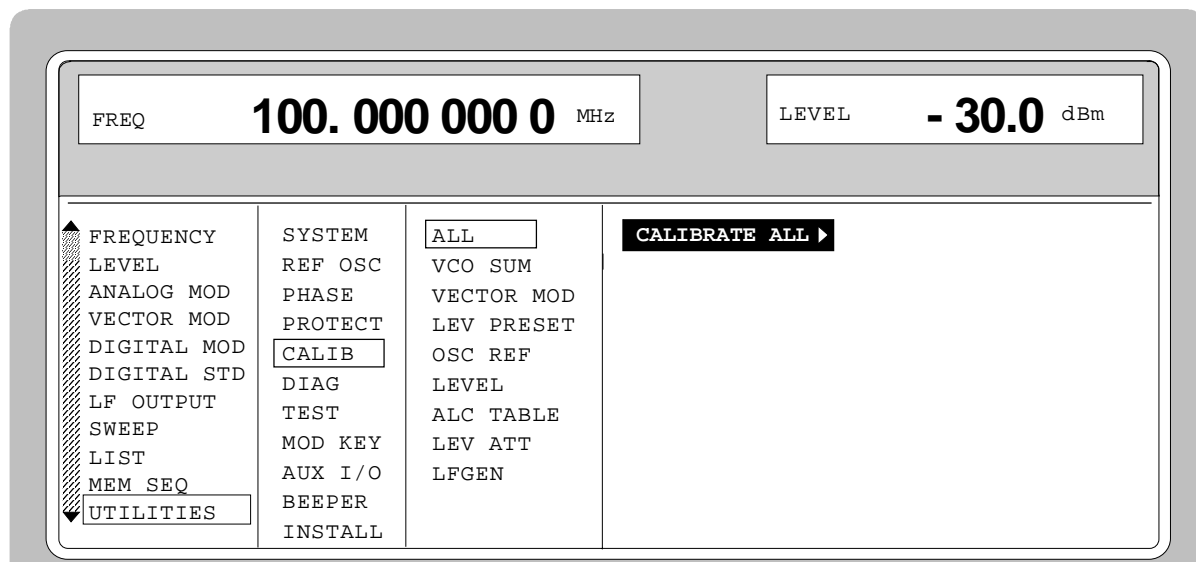 FREQ 100. 000 000 0 MHz
LEVEL - 30.0 dBm
FREQUENCY
LEVEL
ANALOG MOD
VECTOR MOD
DIGITAL MOD
DIGITAL STD
LF OUTPUT
SWEEP
LIST
MEM SEQ
UTILITIES
SYSTEM
REF OSC
PHASE
PROTECT
CALIB
DIAG
TEST
MOD KEY
AUX I/O
BEEPER
INSTALL
ALL
VCO SUM
VECTOR MOD
LEV PRESET
OSC REF
LEVEL
ALC TABLE
LEV ATT
LFGEN
CALIBRATE ALL